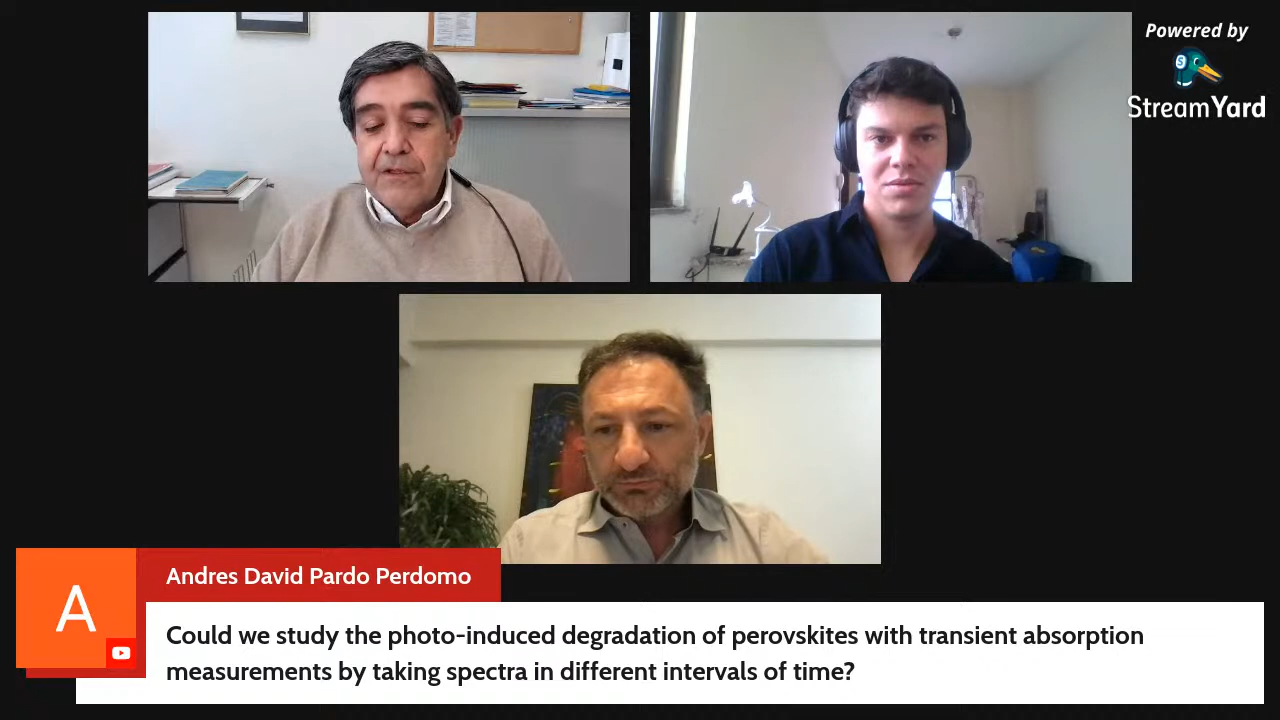 Powered by
StreamYard
Andres David Pardo Perdomo
A
Could we study the photo-induced degradation of perovskites with transient absorption
measurements by taking spectra in different intervals of time?